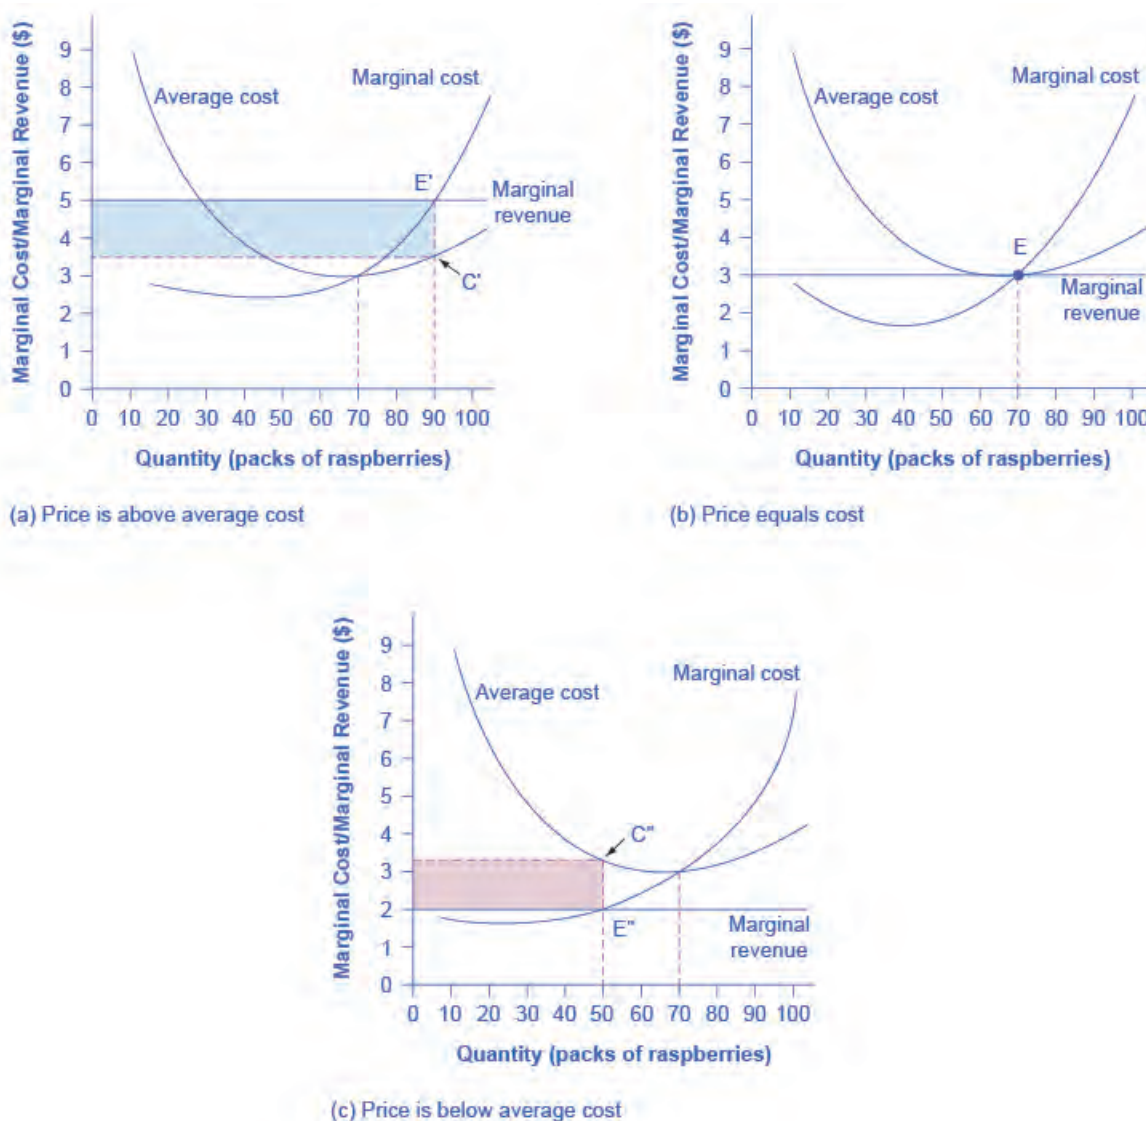 Marginal Cost/Marginal Revenue ($)
9
8
7
6
5
4
3
2
1
0
Average cost
Marginal cost
E'
Marginal
revenue
C'
0 10 20 30 40 50 60 70 80 90 100
Quantity (packs of raspberries)
(a) Price is above average cost
Marginal Cost/Marginal Revenue ($)
9
8
7
6
5
4
3
2
1
0
Average cost
Marginal cost
E
Marginal
revenue
0 10 20 30 40 50 60 70 80 90 100
Quantity (packs of raspberries)
(b) Price equals cost
Marginal Cost/Marginal Revenue ($)
9
8
7
6
5
4
3
2
1
0
Average cost
Marginal cost
C"
E"
Marginal
revenue
0 10 20 30 40 50 60 70 80 90 100
Quantity (packs of raspberries)
(c) Price is below average cost